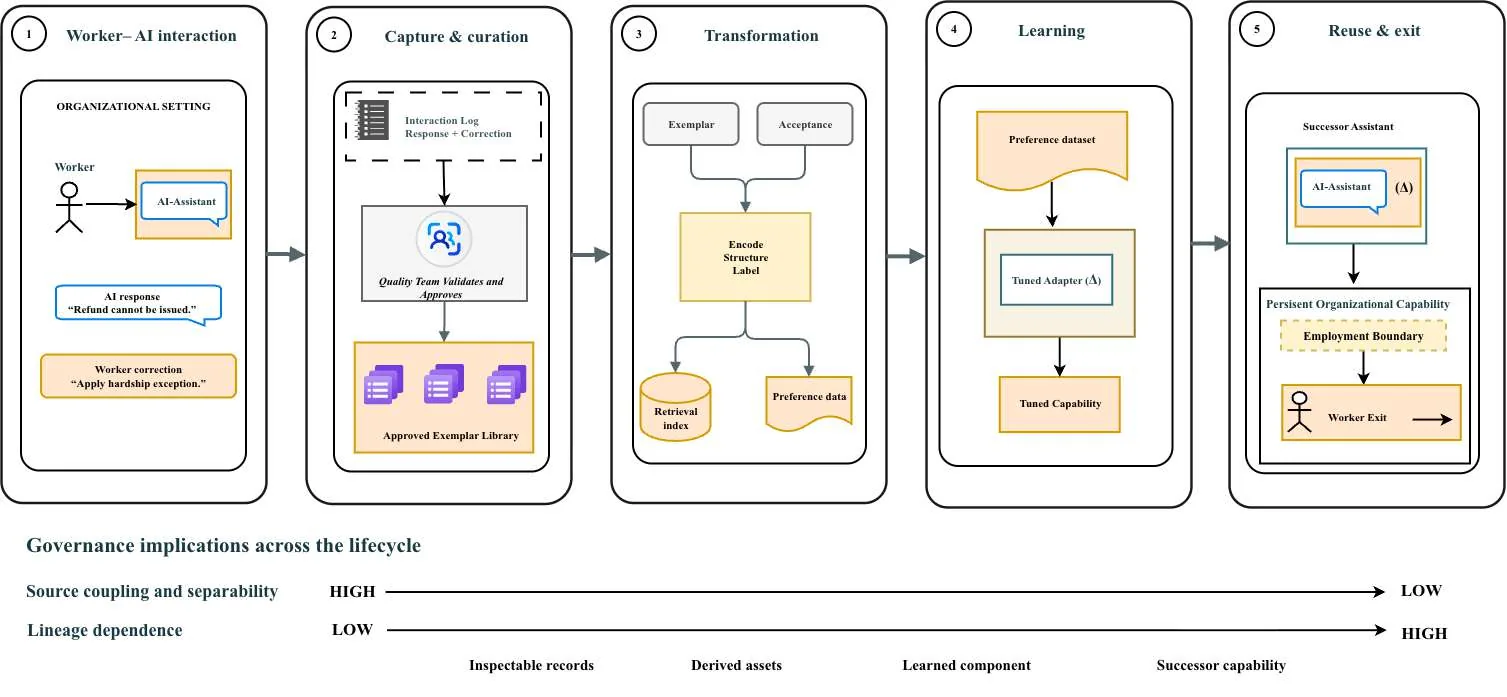 1
Worker– AI interaction
ORGANIZATIONAL SETTING
Worker
AI-Assistant
AI response
“Refund cannot be issued.”
Worker correction
“Apply hardship exception.”
2
Capture & curation
Interaction Log
Response + Correction
Quality Team Validates and
Approves
Approved Exemplar Library
3
Transformation
Exemplar
Acceptance
Encode
Structure
Label
Retrieval
index
Preference data
4
Learning
Preference dataset
Tuned Adapter (Δ)
Tuned Capability
5
Reuse & exit
Successor Assistant
AI-Assistant
(Δ)
Persisent Organizational Capability
Employment Boundary
Worker Exit
Governance implications across the lifecycle
Source coupling and separability
HIGH
LOW
Lineage dependence
LOW
HIGH
Inspectable records
Derived assets
Learned component
Successor capability